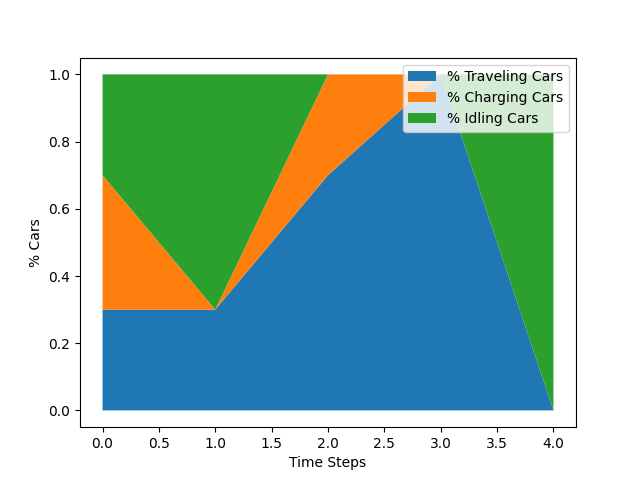 % Traveling Cars
% Charging Cars
% Idling Cars
1.0
0.8
0.6
0.4
0.2
0.0
% Cars
0.0 0.5 1.0 1.5 2.0 2.5 3.0 3.5 4.0
Time Steps